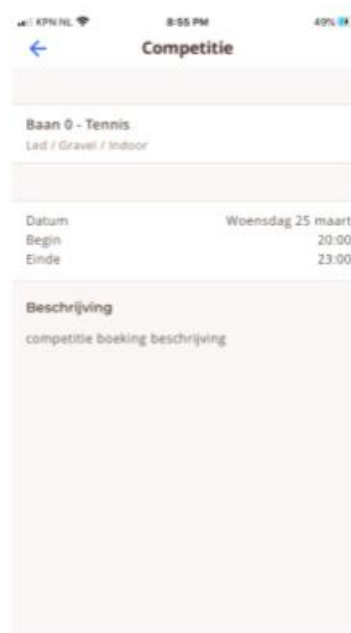 KPN NL 8:55 PM 49%
Competitie
Baan 0 - Tennis
Led / Gravel / Indoor
Datum Woensdag 25 maart
Begin 20:00
Einde 23:00
Beschrijving
competitie boeking beschrijving